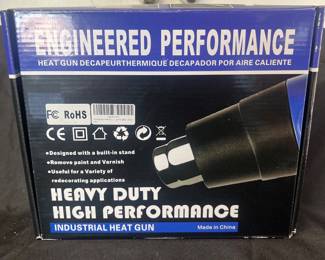 ENGINEERED PERFORMANCE
HEAT GUN DECAPEURTHERMIQUE DECAPADOR POR AIRE CALIENTE
FC RoHS
CE
•Designed with a built-in stand
•Remove paint and Varnish
•Useful for a Variety of
redecorating applications
HEAVY DUTY
HIGH PERFORMANCE
INDUSTRIAL HEAT GUN
Made in China